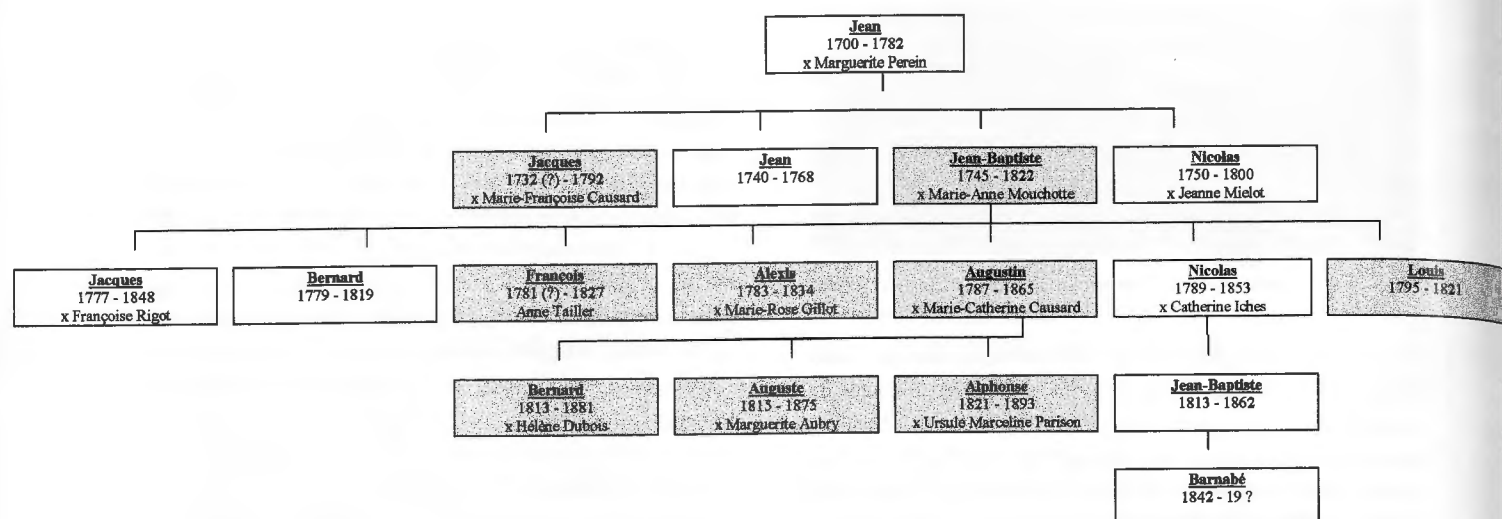 Jean
1700 - 1782
x Marguerite Perein
Jacques
1732 (?) - 1792
x Marie-Françoise Causard
Jean
1740 - 1768
Jean-Baptiste
1745 - 1822
x Marie-Anne Mouchotte
Nicolas
1750 - 1800
x Jeanne Mielot
Jacques
1777 - 1848
x Françoise Rigot
Bernard
1779 - 1819
François
1781 (?) - 1827
Anne Tailler
Alexis
1783 - 1834
x Marie-Rose Gillot
Augustin
1787 - 1865
x Marie-Catherine Causard
Nicolas
1789 - 1853
x Catherine Iches
Louis
1795 - 1821
Bernard
1813 - 1881
x Hélène Dubois
Auguste
1815 - 1875
x Marguerite Aubry
Alphonse
1821 - 1893
x Ursule Marceline Parison
Jean-Baptiste
1813 - 1862
Barnabé
1842 - 19 ?